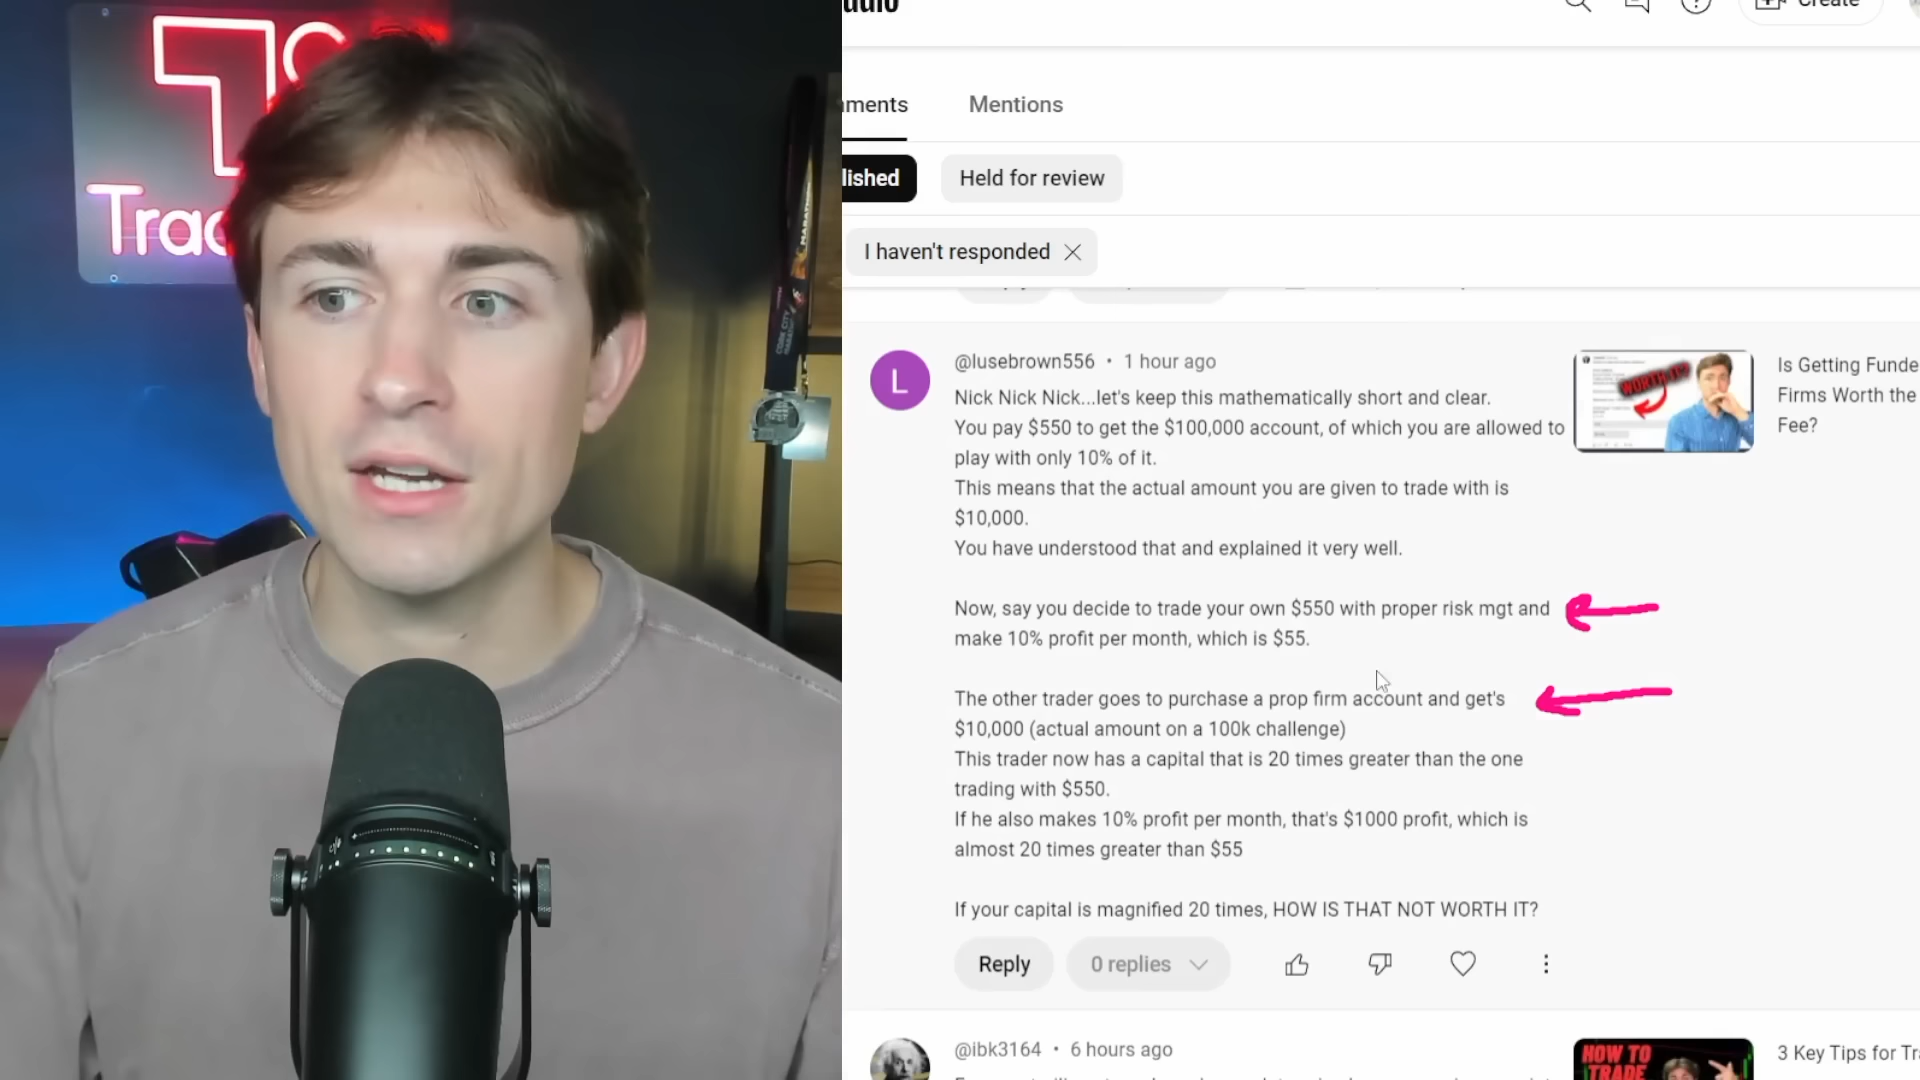 Create
Mentions
Held for review
I haven't responded
@lusebrown556 • 1 hour ago
Nick Nick Nick...let's keep this mathematically short and clear.
You pay $550 to get the $100,000 account, of which you are allowed to
play with only 10% of it.
This means that the actual amount you are given to trade with is
$10,000.
You have understood that and explained it very well.
Now, say you decide to trade your own $550 with proper risk mgt and
make 10% profit per month, which is $55.
The other trader goes to purchase a prop firm account and get's
$10,000 (actual amount on a 100k challenge)
This trader now has a capital that is 20 times greater than the one
trading with $550.
If he also makes 10% profit per month, that's $1000 profit, which is
almost 20 times greater than $55
If your capital is magnified 20 times, HOW IS THAT NOT WORTH IT?
Reply
0 replies
WORTH IT?
Is Getting Funde
Firms Worth the
Fee?
@ibk3164 • 6 hours ago
HOW TO
TRADE
3 Key Tips for Tr
Trad
MARATHON
CORK CITY